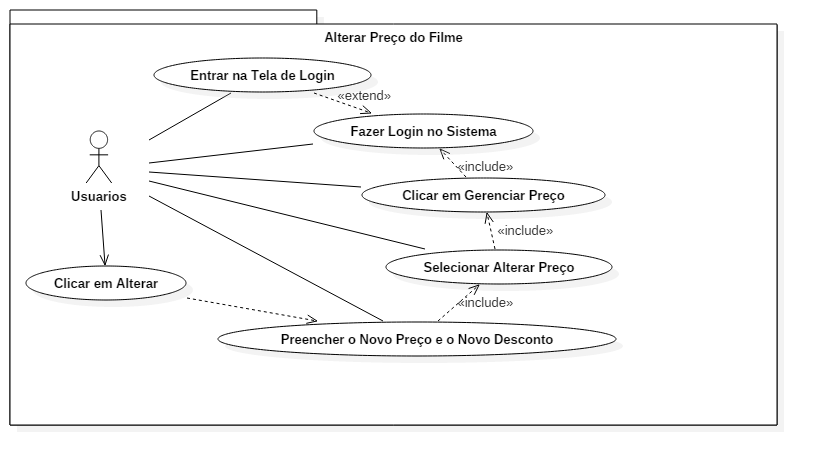 Alterar Preço do Filme
Entrar na Tela de Login
«extend»
Fazer Login no Sistema
«include»
Clicar em Gerenciar Preço
Usuarios
«include»
Selecionar Alterar Preço
Clicar em Alterar
«include»
Preencher o Novo Preço e o Novo Desconto